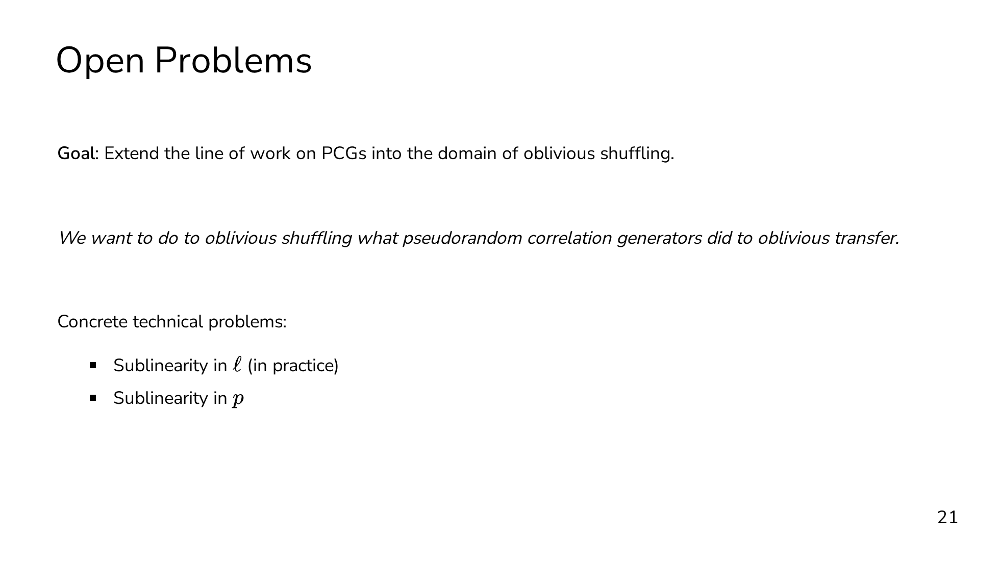 Open Problems
Goal: Extend the line of work on PCGs into the domain of oblivious shuffling.
We want to do to oblivious shuffling what pseudorandom correlation generators did to oblivious transfer.
Concrete technical problems:
▪ Sublinearity in ℓ (in practice)
▪ Sublinearity in p
21